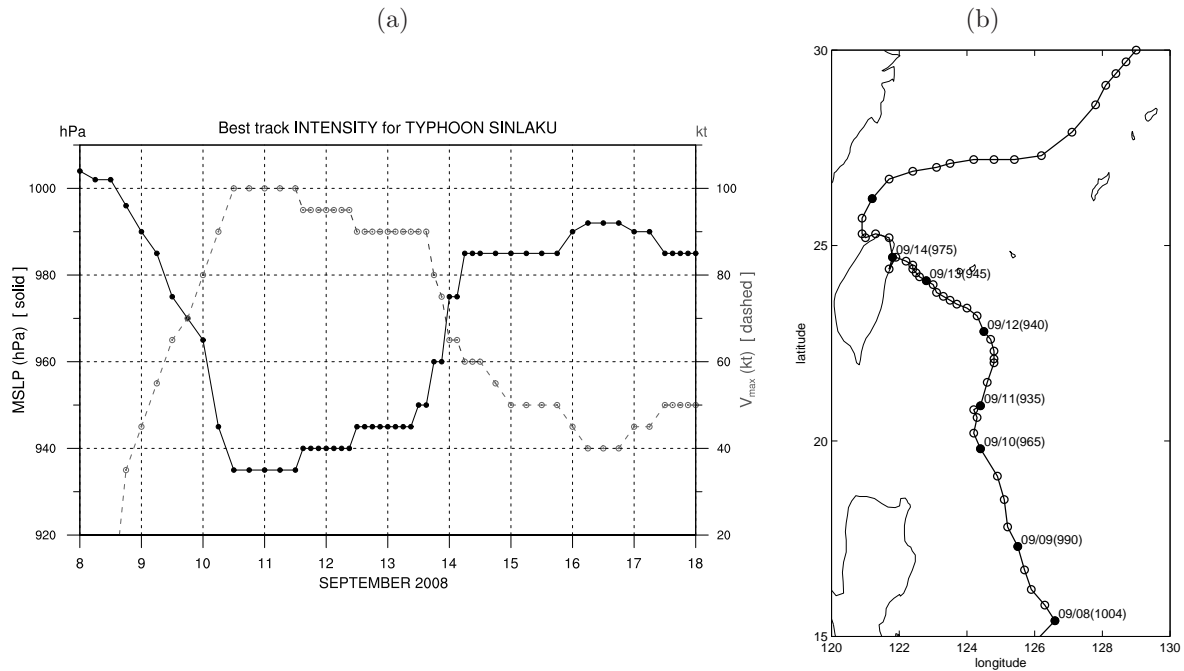 (a)
Best track INTENSITY for TYPHOON SINLAKU
hPa
kt
1000
980
960
940
920
MSLP (hPa) [ solid ]
100
80
60
40
20
Vmax (kt) [ dashed ]
8 9 10 11 12 13 14 15 16 17 18
SEPTEMBER 2008
(b)
30
25
20
15
latitude
09/14(975)
09/13(945)
09/12(940)
09/11(935)
09/10(965)
09/09(990)
09/08(1004)
120 122 124 126 128 130
longitude